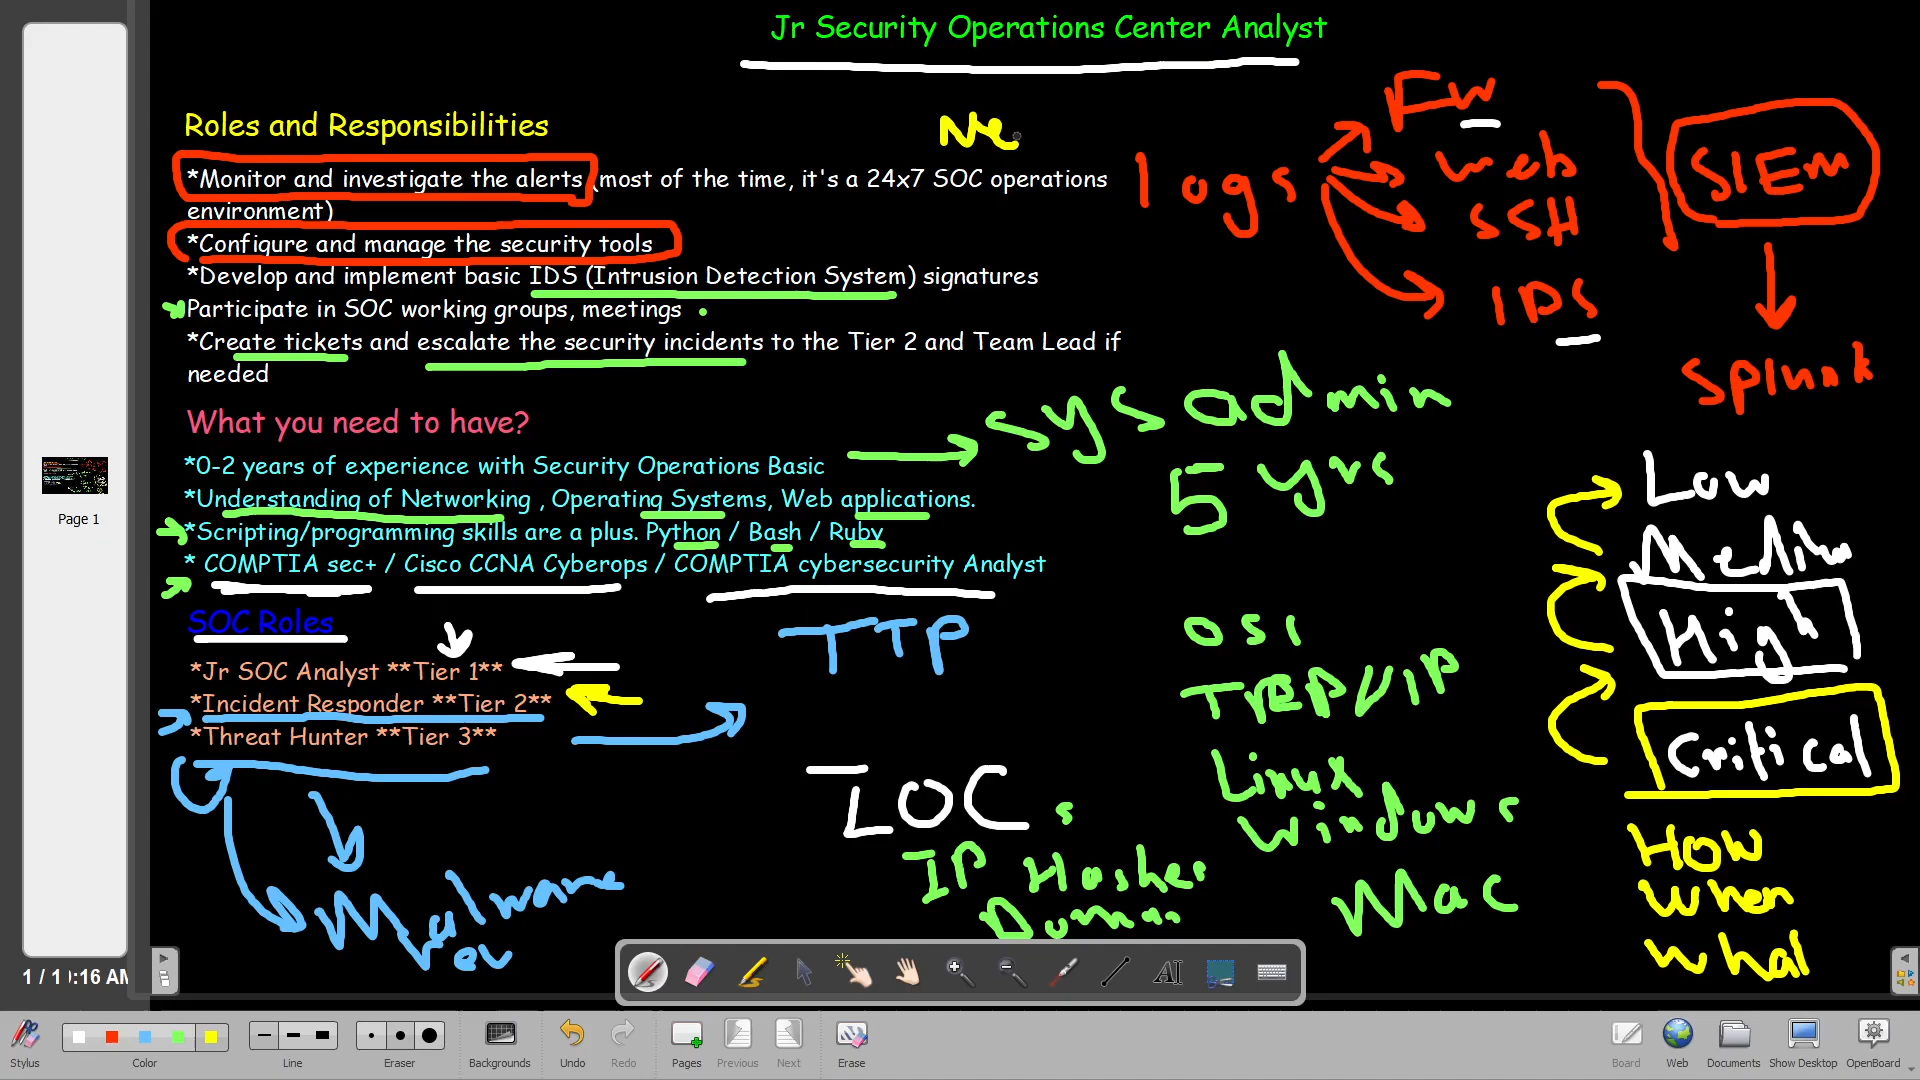 Jr Security Operations Center Analyst
Roles and Responsibilities
Ne
*Monitor and investigate the alerts (most of the time, it's a 24x7 SOC operations
environment)
*Configure and manage the security tools
*Develop and implement basic IDS (Intrusion Detection System) signatures
Participate in SOC working groups, meetings
*Create tickets and escalate the security incidents to the Tier 2 and Team Lead if
needed
logs
FW
Web
SSH
IDS
SIEM
Splunk
What you need to have?
*0-2 years of experience with Security Operations Basic
*Understanding of Networking , Operating Systems, Web applications.
*Scripting/programming skills are a plus. Python / Bash / Ruby
* COMPTIA sec+ / Cisco CCNA Cyberops / COMPTIA cybersecurity Analyst
sysadmin
5 yrs
SOC Roles
*Jr SOC Analyst **Tier 1**
*Incident Responder **Tier 2**
*Threat Hunter **Tier 3**
TTP
IOCs
IP Hashes
Malware
Rev
OSI
TCP/IP
Linux
Windows
Mac
Low
Medium
High
Critical
How
When
What
Page 1
Stylus
Color
Line
Eraser
Backgrounds
Undo
Redo
Pages
Previous
Next
Erase
Board
Web
Documents
Show Desktop
OpenBoard